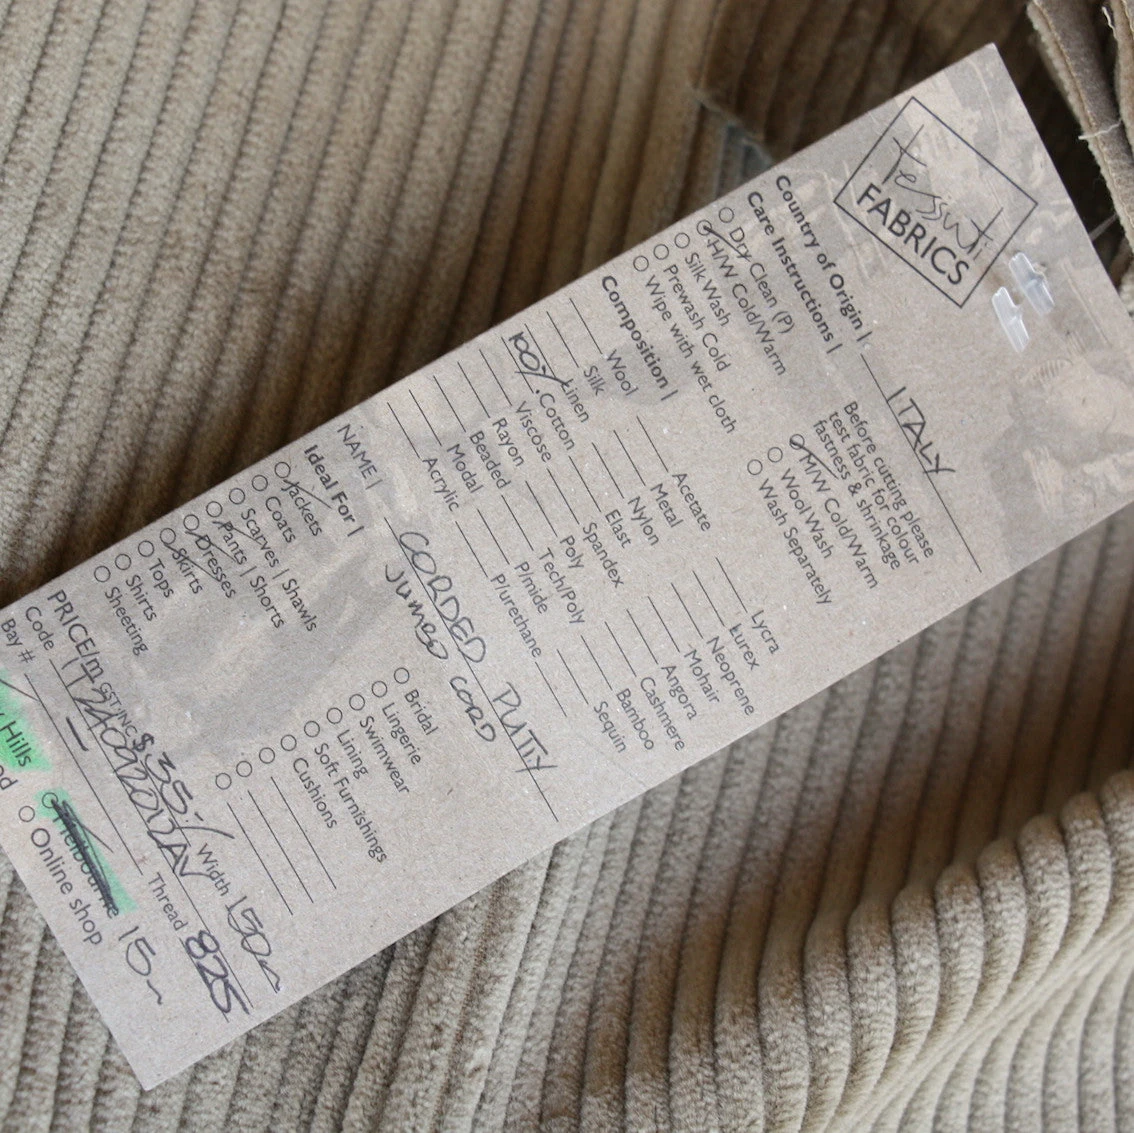 tessuti
FABRICS
Country of Origin | ITALY
Care Instructions |
Before cutting please
test fabric for colour
fastness & shrinkage
Dry Clean (P)
H/W Cold/Warm
Silk Wash
Prewash Cold
Wipe with wet cloth
M/W Cold/Warm
Wool Wash
Wash Separately
Composition |
Wool
Silk
Linen
100% Cotton
Viscose
Rayon
Beaded
Modal
Acrylic
Acetate
Metal
Nylon
Elast
Spandex
Poly
Tech/Poly
P/mide
P/urethane
Lycra
Lurex
Neoprene
Mohair
Angora
Cashmere
Bamboo
Sequin
NAME | CORDED PUTTY
JUMBO CORD
Ideal For |
Jackets
Coats
Scarves | Shawls
Pants | Shorts
Dresses
Skirts
Tops
Shirts
Sheeting
Bridal
Lingerie
Swimwear
Lining
Soft Furnishings
Cushions
PRICE/m GST INC $35.- Width 150
Code
Thread 825
Bay # —
Hills
Melbourne 15
Online shop